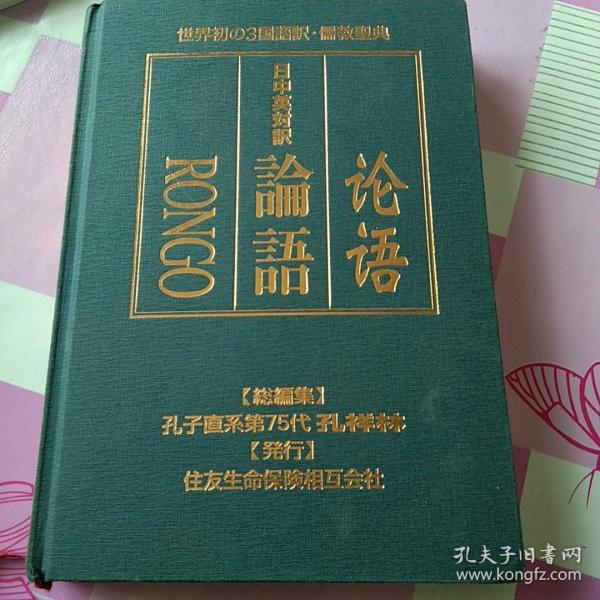 世界初の3国語訳・儒教聖典
论语
日中英対訳
論語
RONGO
【総編集】
孔子直系第75代 孔祥林
【発行】
住友生命保険相互会社
孔夫子旧书网
www.kongfz.com